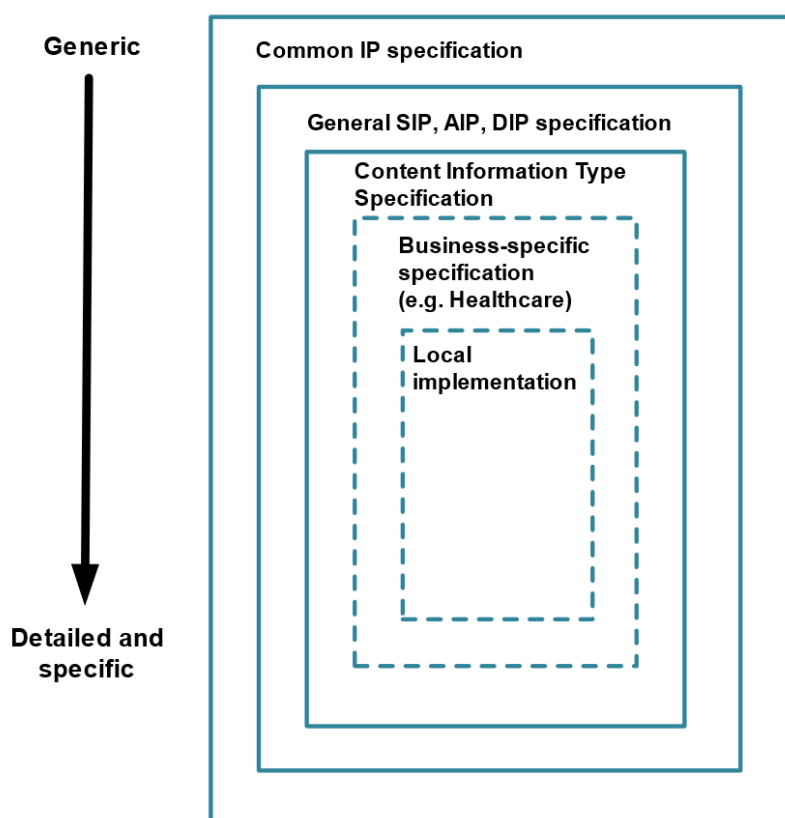 Generic
Common IP specification
General SIP, AIP, DIP specification
Content Information Type
Specification
Business-specific
specification
(e.g. Healthcare)
Local
implementation
Detailed and
specific